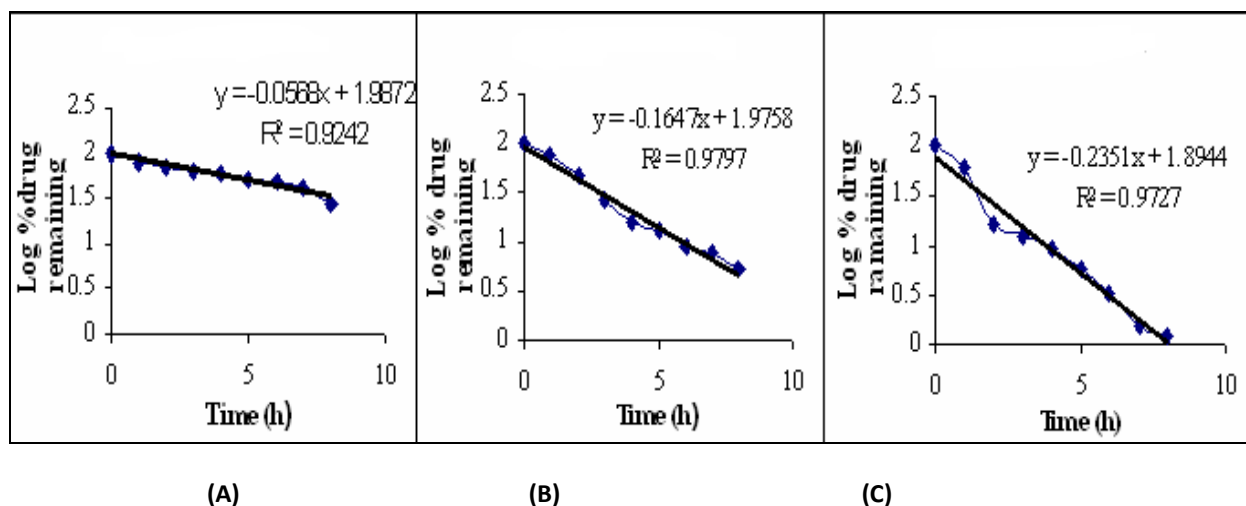 y = -0.0568x + 1.9872
R² = 0.9242
2.5
2
1.5
1
0.5
0
0 5 10
Log % drug
remaining
Time (h)
y = -0.1647x + 1.9758
R² = 0.9797
2.5
2
1.5
1
0.5
0
0 5 10
Log % drug
remaining
Time (h)
y = -0.2351x + 1.8944
R² = 0.9727
2.5
2
1.5
1
0.5
0
0 5 10
Log % drug
ramaining
Time (h)
(A) (B) (C)